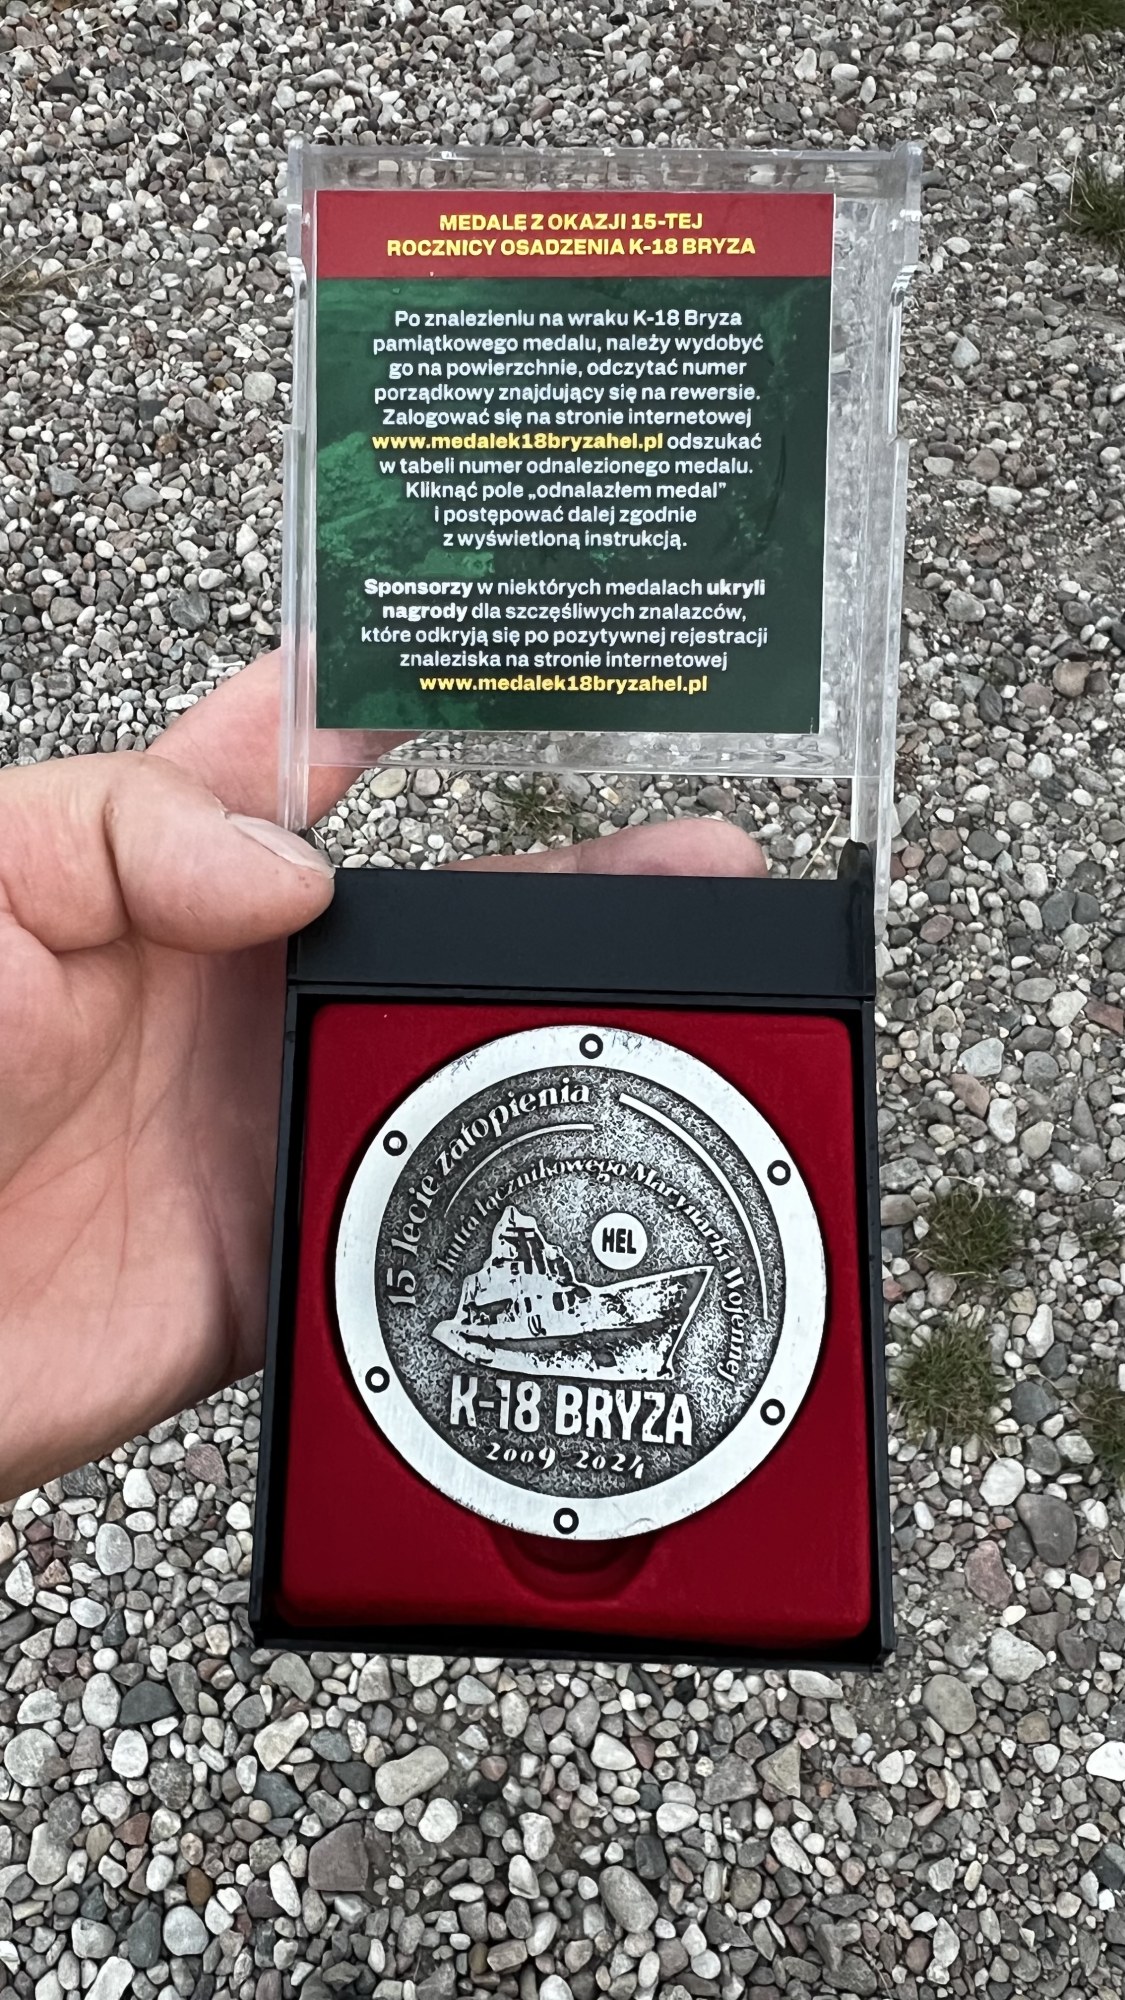 MEDALE Z OKAZJI 15-TEJ
ROCZNICY OSADZENIA K-18 BRYZA
Po znalezieniu na wraku K-18 Bryza
pamiątkowego medalu, należy wydobyć
go na powierzchnie, odczytać numer
porządkowy znajdujący się na rewersie.
Zalogować się na stronie internetowej
www.medalek18bryzahel.pl odszukać
w tabeli numer odnalezionego medalu.
Kliknąć pole „odnalazłem medal"
i postępować dalej zgodnie
z wyświetloną instrukcją.
Sponsorzy w niektórych medalach ukryli
nagrody dla szczęśliwych znalazców,
które odkryją się po pozytywnej rejestracji
znaleziska na stronie internetowej
www.medalek18bryzahel.pl
15 lecie zatopienia
kutra łącznikowego Marynarki Wojennej
HEL
K-18 BRYZA
2009-2024